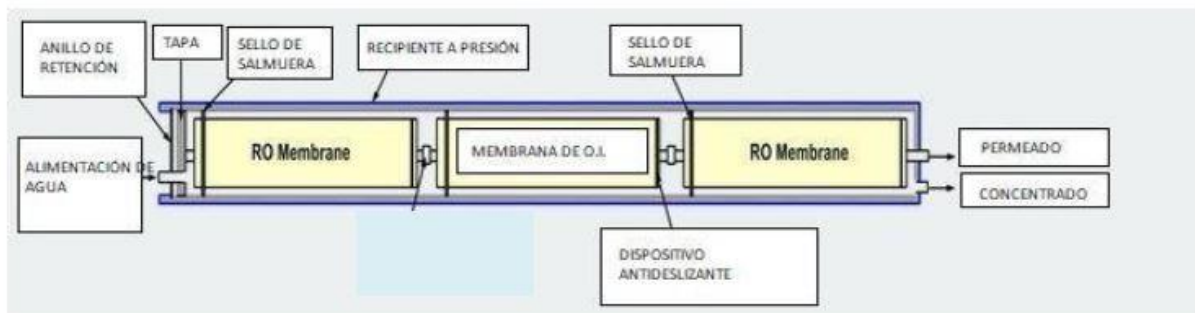 ANILLO DE
RETENCIÓN
TAPA
SELLO DE
SALMUERA
RECIPIENTE A PRESIÓN
SELLO DE
SALMUERA
ALIMENTACIÓN DE
AGUA
RO Membrane
MEMBRANA DE O.I.
RO Membrane
PERMEADO
CONCENTRADO
DISPOSITIVO
ANTIDESLIZANTE